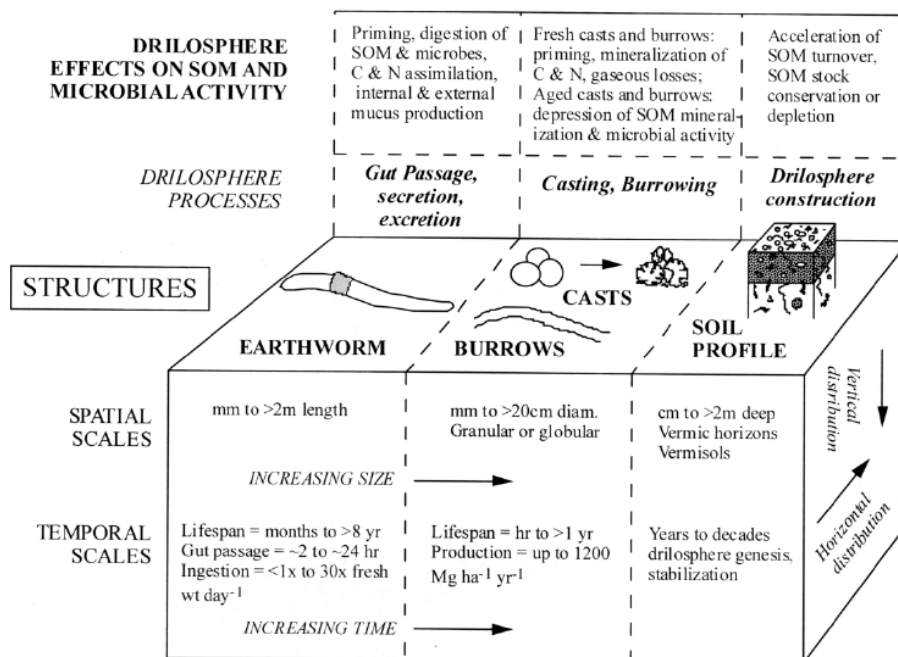 DRILOSPHERE
EFFECTS ON SOM AND
MICROBIAL ACTIVITY
Priming, digestion of
SOM & microbes,
C & N assimilation,
internal & external
mucus production
Fresh casts and burrows:
priming, mineralization of
C & N, gaseous losses;
Aged casts and burrows:
depression of SOM mineral-
ization & microbial activity
Acceleration of
SOM turnover,
SOM stock
conservation or
depletion
DRILOSPHERE
PROCESSES
Gut Passage,
secretion,
excretion
Casting, Burrowing
Drilosphere
construction
STRUCTURES
EARTHWORM
CASTS
BURROWS
SOIL
PROFILE
SPATIAL
SCALES
mm to >2m length
mm to >20cm diam.
Granular or globular
cm to >2m deep
Vermic horizons
Vermisols
INCREASING SIZE
TEMPORAL
SCALES
Lifespan = months to >8 yr
Gut passage = ~2 to ~24 hr
Ingestion = <1x to 30x fresh
wt day⁻¹
Lifespan = hr to >1 yr
Production = up to 1200
Mg ha⁻¹ yr⁻¹
Years to decades
drilosphere genesis,
stabilization
INCREASING TIME
Vertical
distribution
Horizontal
distribution